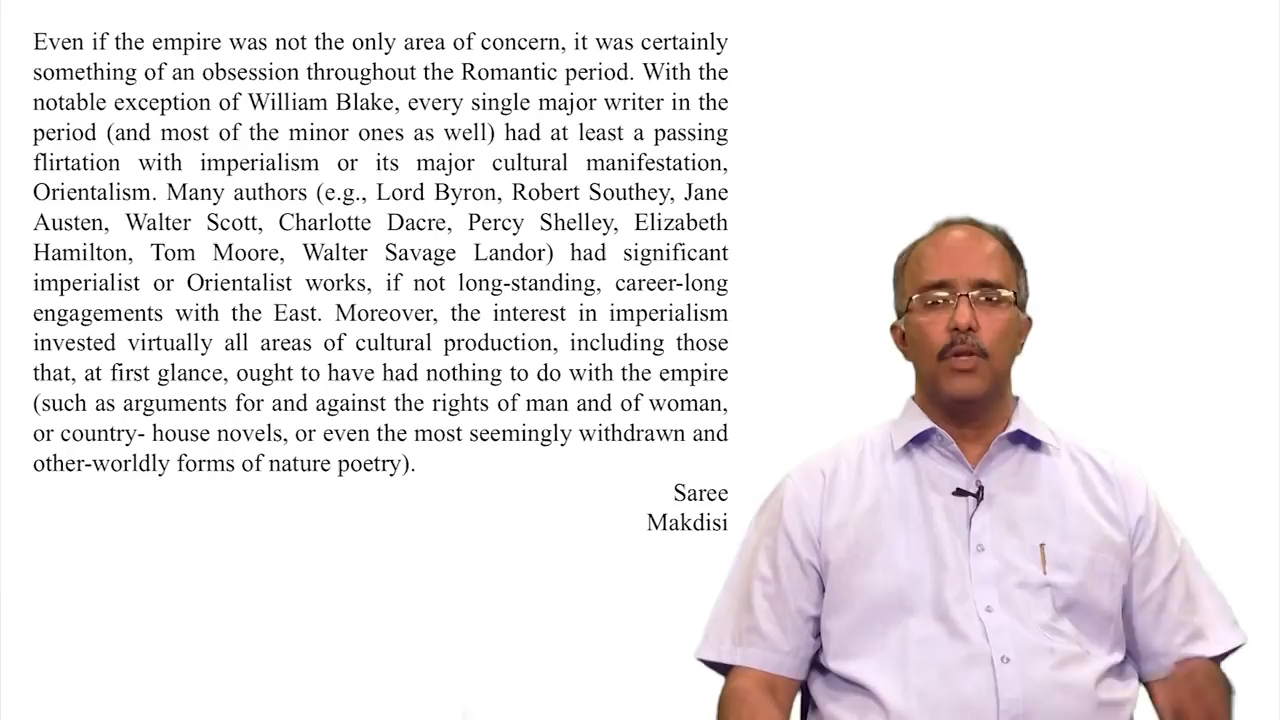 Even if the empire was not the only area of concern, it was certainly
something of an obsession throughout the Romantic period. With the
notable exception of William Blake, every single major writer in the
period (and most of the minor ones as well) had at least a passing
flirtation with imperialism or its major cultural manifestation,
Orientalism. Many authors (e.g., Lord Byron, Robert Southey, Jane
Austen, Walter Scott, Charlotte Dacre, Percy Shelley, Elizabeth
Hamilton, Tom Moore, Walter Savage Landor) had significant
imperialist or Orientalist works, if not long-standing, career-long
engagements with the East. Moreover, the interest in imperialism
invested virtually all areas of cultural production, including those
that, at first glance, ought to have had nothing to do with the empire
(such as arguments for and against the rights of man and of woman,
or country- house novels, or even the most seemingly withdrawn and
other-worldly forms of nature poetry).
Saree
Makdisi